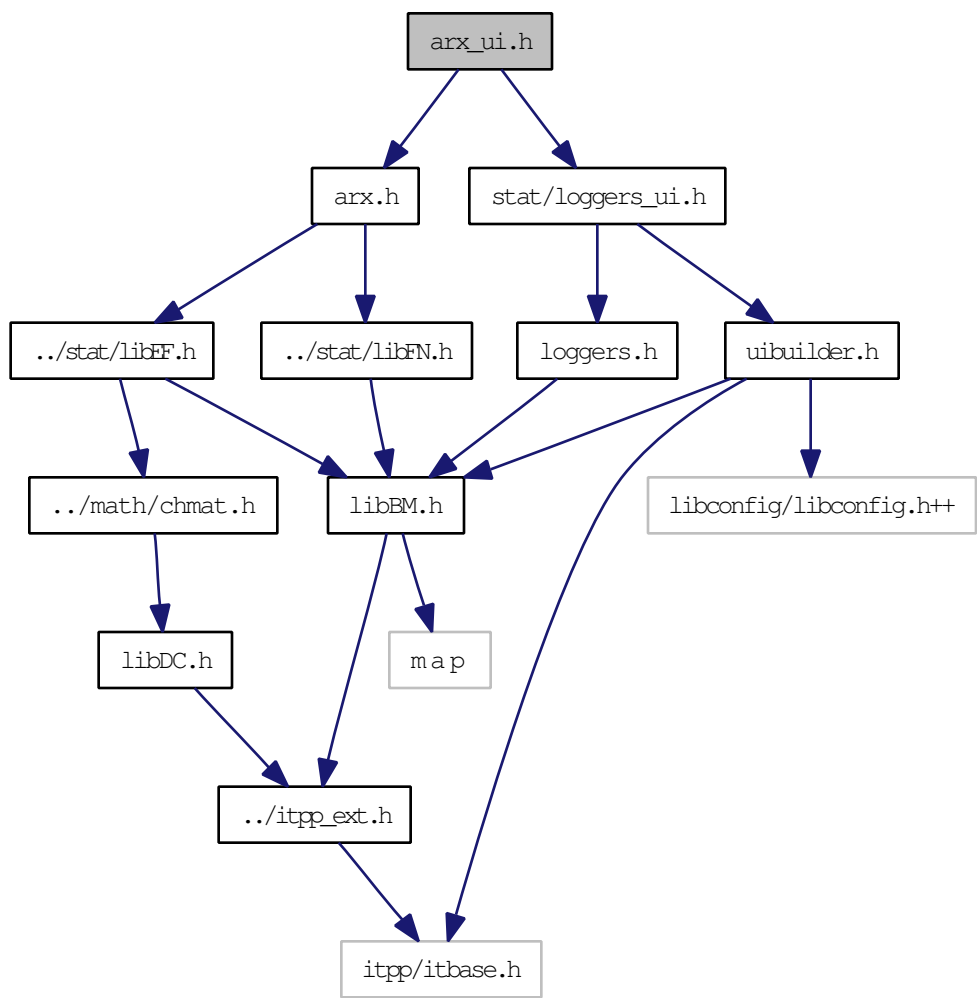 arx_ui.h
arx.h
stat/loggers_ui.h
../stat/libEF.h
../stat/libFN.h
loggers.h
uibuilder.h
../math/chmat.h
libBM.h
libconfig/libconfig.h++
libDC.h
map
../itpp_ext.h
itpp/itbase.h